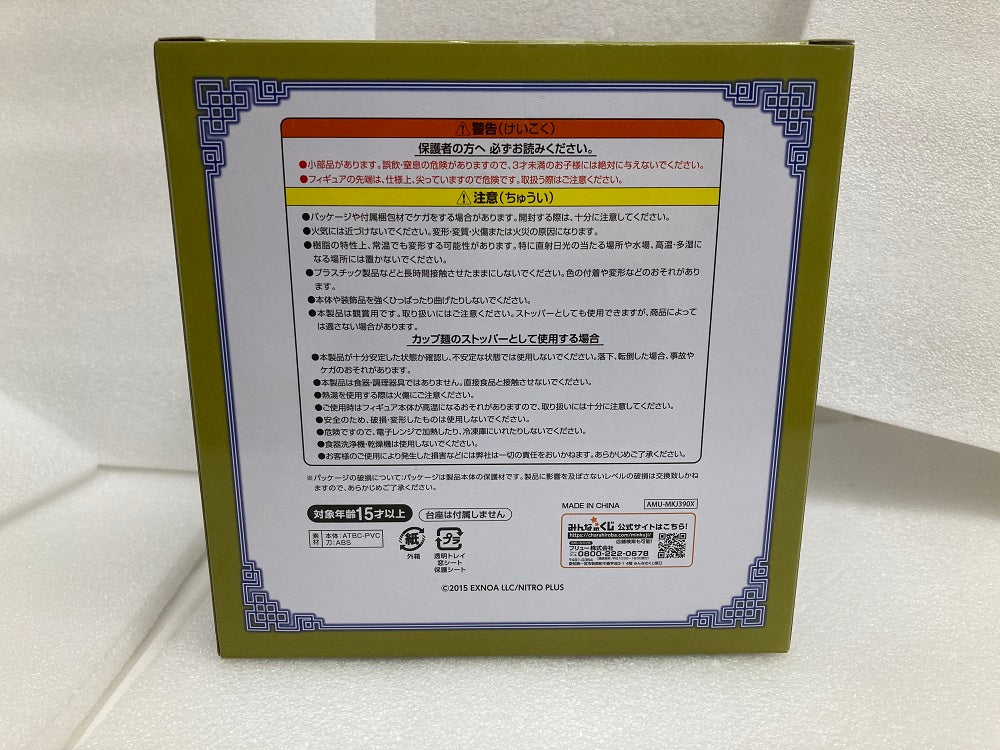 警告(けいこく)
保護者の方へ 必ずお読みください。
●小部品があります。誤飲・窒息の危険がありますので、3才未満のお子様には絶対に与えないでください。
●フィギュアの先端は、仕様上、尖っていますので危険です。取扱う際はご注意ください。
注意(ちゅうい)
●パッケージや付属梱包材でケガをする場合があります。開封する際は、十分に注意してください。
●火気には近づけないでください。変形・変質・火傷または火災の原因になります。
●樹脂の特性上、常温でも変形する可能性があります。特に直射日光の当たる場所や水場、高温・多湿に
なる場所には置かないでください。
●プラスチック製品などと長時間接触させたままにしないでください。色の付着や変形などのおそれがあり
ます。
●本体や装飾品を強くひっぱったり曲げたりしないでください。
●本製品は観賞用です。取り扱いにはご注意ください。ストッパーとしても使用できますが、商品によって
は適さない場合があります。
カップ麺のストッパーとして使用する場合
●本製品が十分安定した状態か確認し、不安定な状態では使用しないでください。落下、転倒した場合、事故や
ケガのおそれがあります。
●本製品は食器・調理器具ではありません。直接食品と接触させないでください。
●熱湯を使用する際は火傷にご注意ください。
●ご使用時はフィギュア本体が高温になるおそれがありますので、取り扱いには十分に注意してください。
●安全のため、破損・変形したものは使用しないでください。
●危険ですので、電子レンジで加熱したり、冷凍庫にいれたりしないでください。
●食器洗浄機・乾燥機は使用しないでください。
●お客様のご使用により発生した損害などには弊社は一切の責任をおいかねます。あらかじめご了承ください。
※パッケージの破損について:パッケージは製品本体の保護材です。製品に影響を及ぼさないレベルの破損は交換致しかね
ますので、あらかじめご了承ください。
MADE IN CHINA
AMU-MKJ390X
対象年齢15才以上
台座は付属しません
素材
本体:ATBC-PVC
刀:ABS
紙
外箱
プラ
透明トレイ
窓シート
保護シート
みんなのくじ 公式サイトはこちら!
https://charahiroba.com/minkuji/
店舗検索も可能!
フリュー株式会社
0800-222-0678
©2015 EXNOA LLC/NITRO PLUS